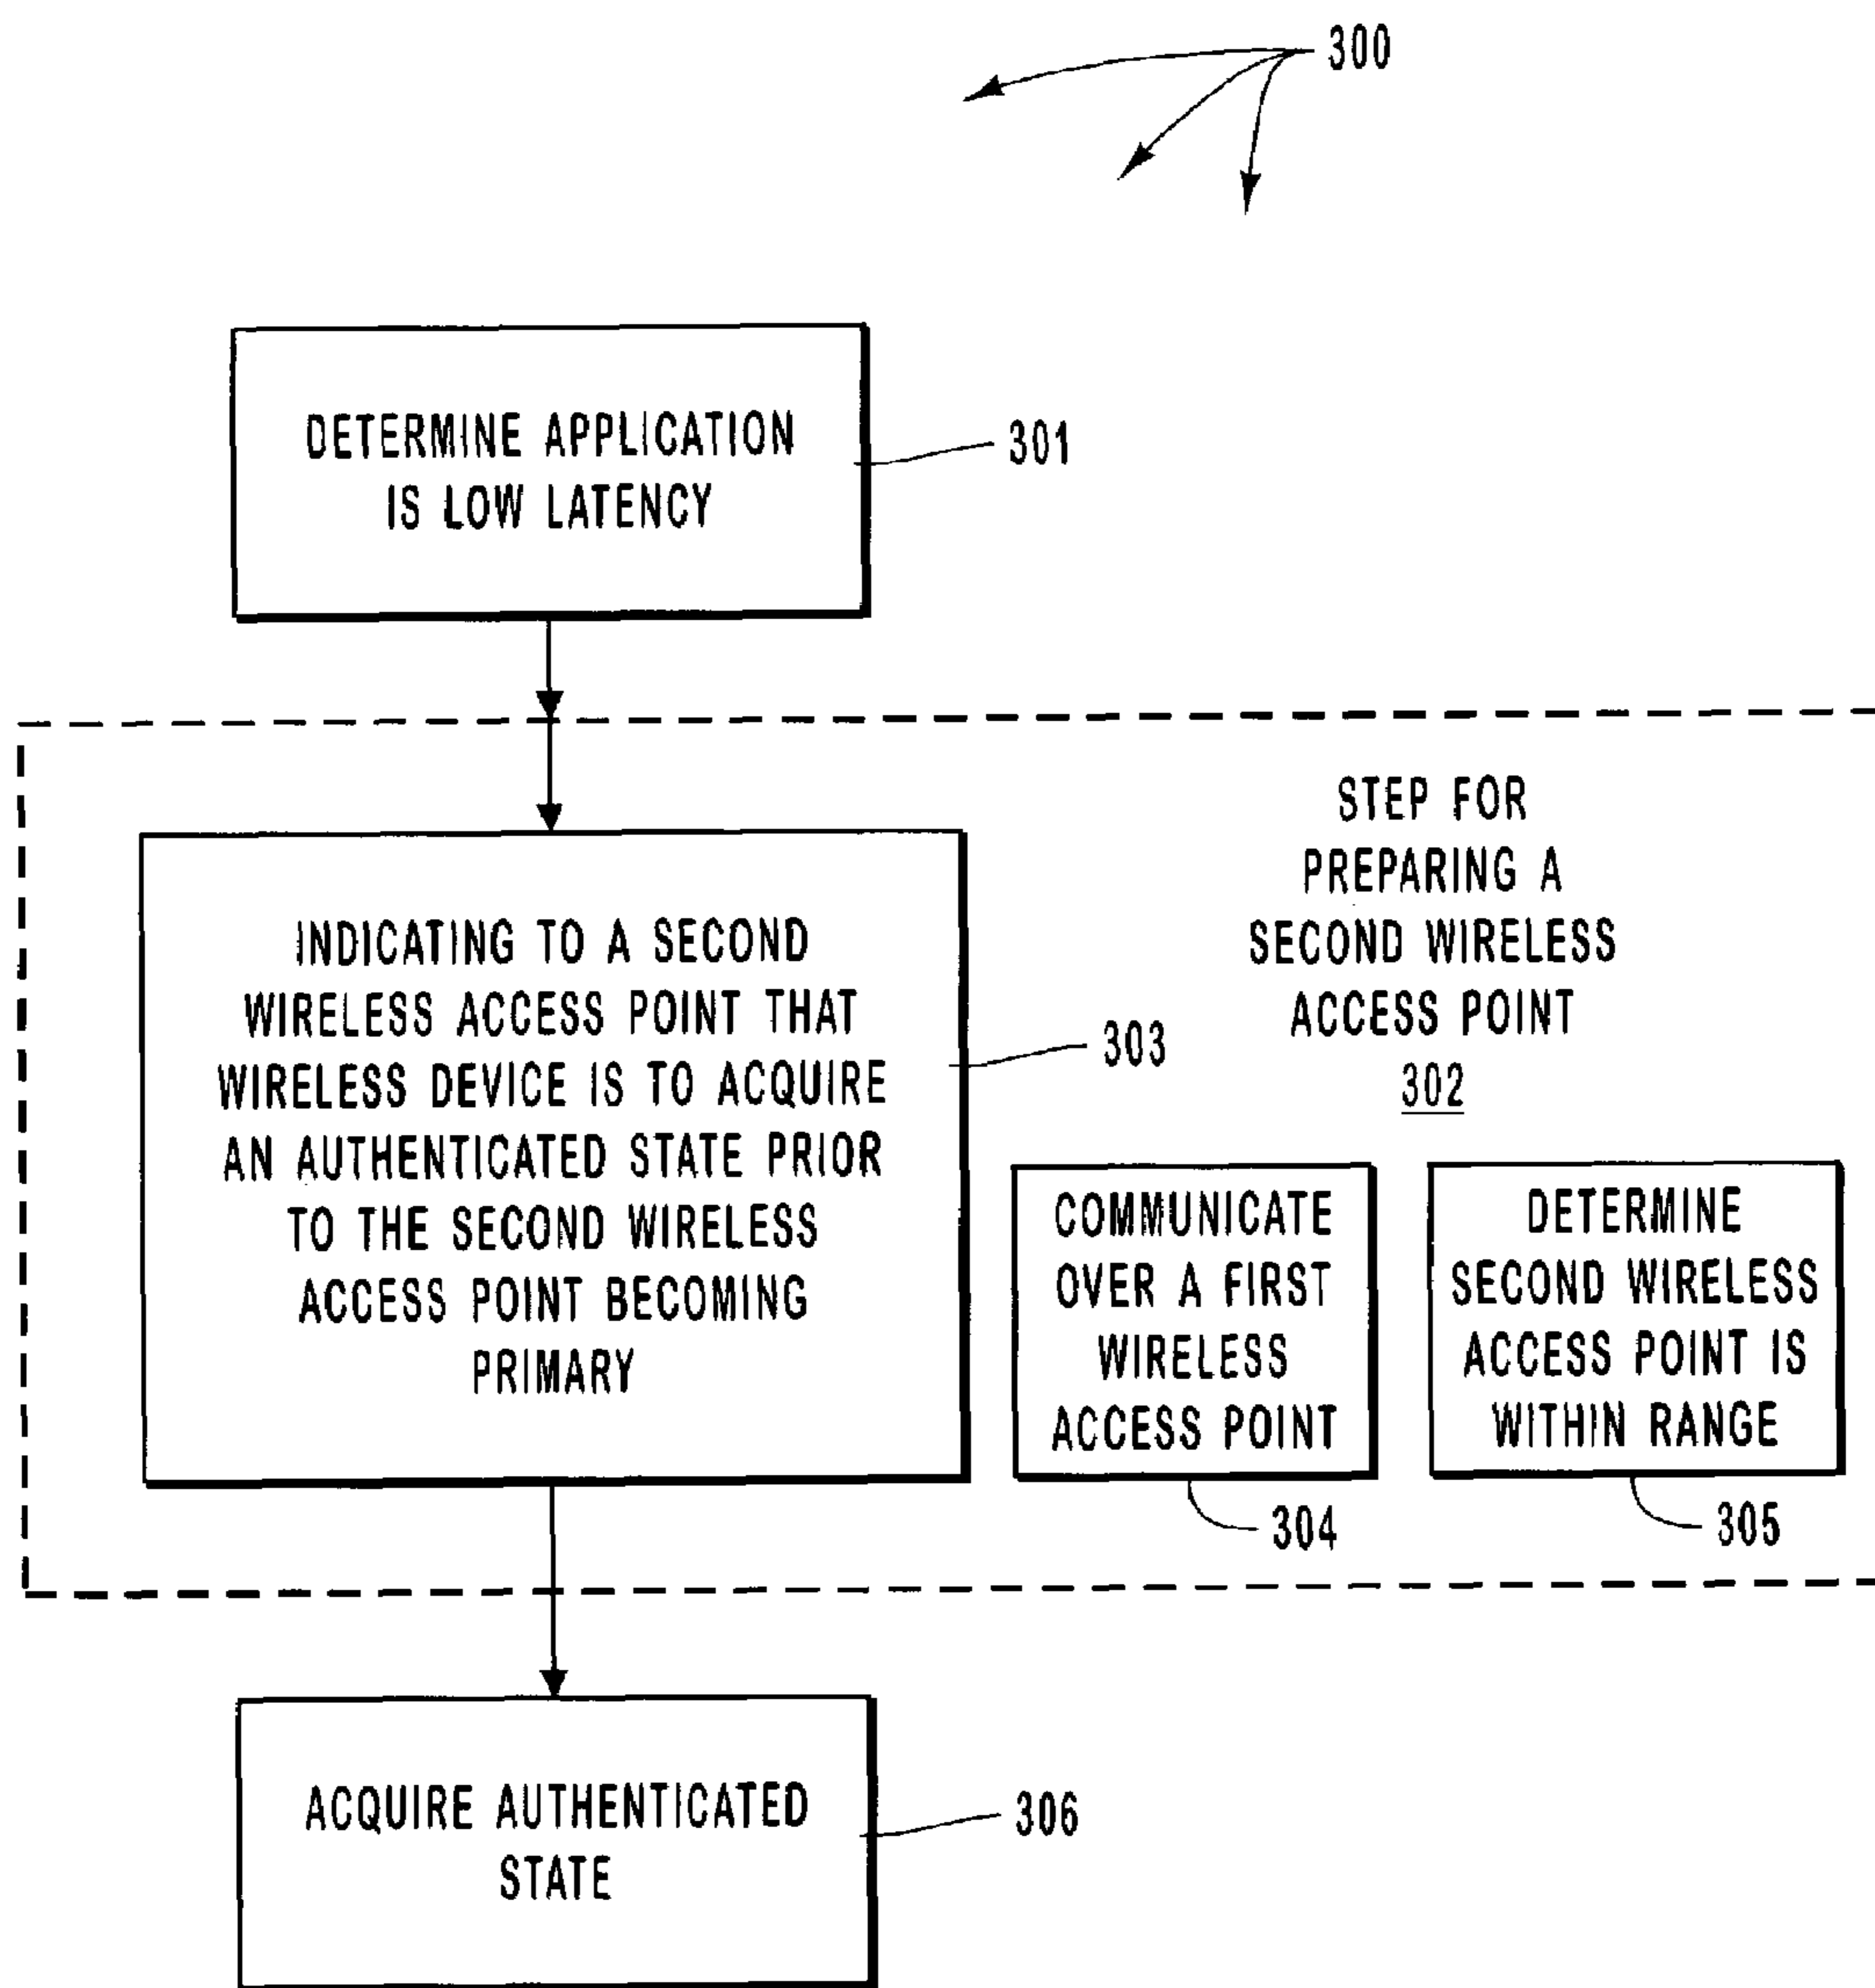 300
DETERMINE APPLICATION
IS LOW LATENCY
301
STEP FOR
PREPARING A
SECOND WIRELESS
ACCESS POINT
302
INDICATING TO A SECOND
WIRELESS ACCESS POINT THAT
WIRELESS DEVICE IS TO ACQUIRE
AN AUTHENTICATED STATE PRIOR
TO THE SECOND WIRELESS
ACCESS POINT BECOMING
PRIMARY
303
COMMUNICATE
OVER A FIRST
WIRELESS
ACCESS POINT
304
DETERMINE
SECOND WIRELESS
ACCESS POINT IS
WITHIN RANGE
305
ACQUIRE AUTHENTICATED
STATE
306